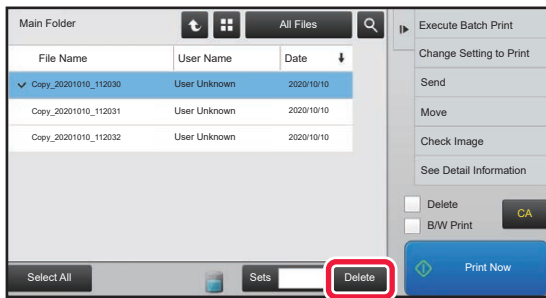 Main Folder
All Files
File Name User Name Date
Copy_20201010_112030 User Unknown 2020/10/10
Copy_20201010_112031 User Unknown 2020/10/10
Copy_20201010_112032 User Unknown 2020/10/10
Select All
Sets
Delete
Execute Batch Print
Change Setting to Print
Send
Move
Check Image
See Detail Information
Delete
B/W Print
CA
Print Now